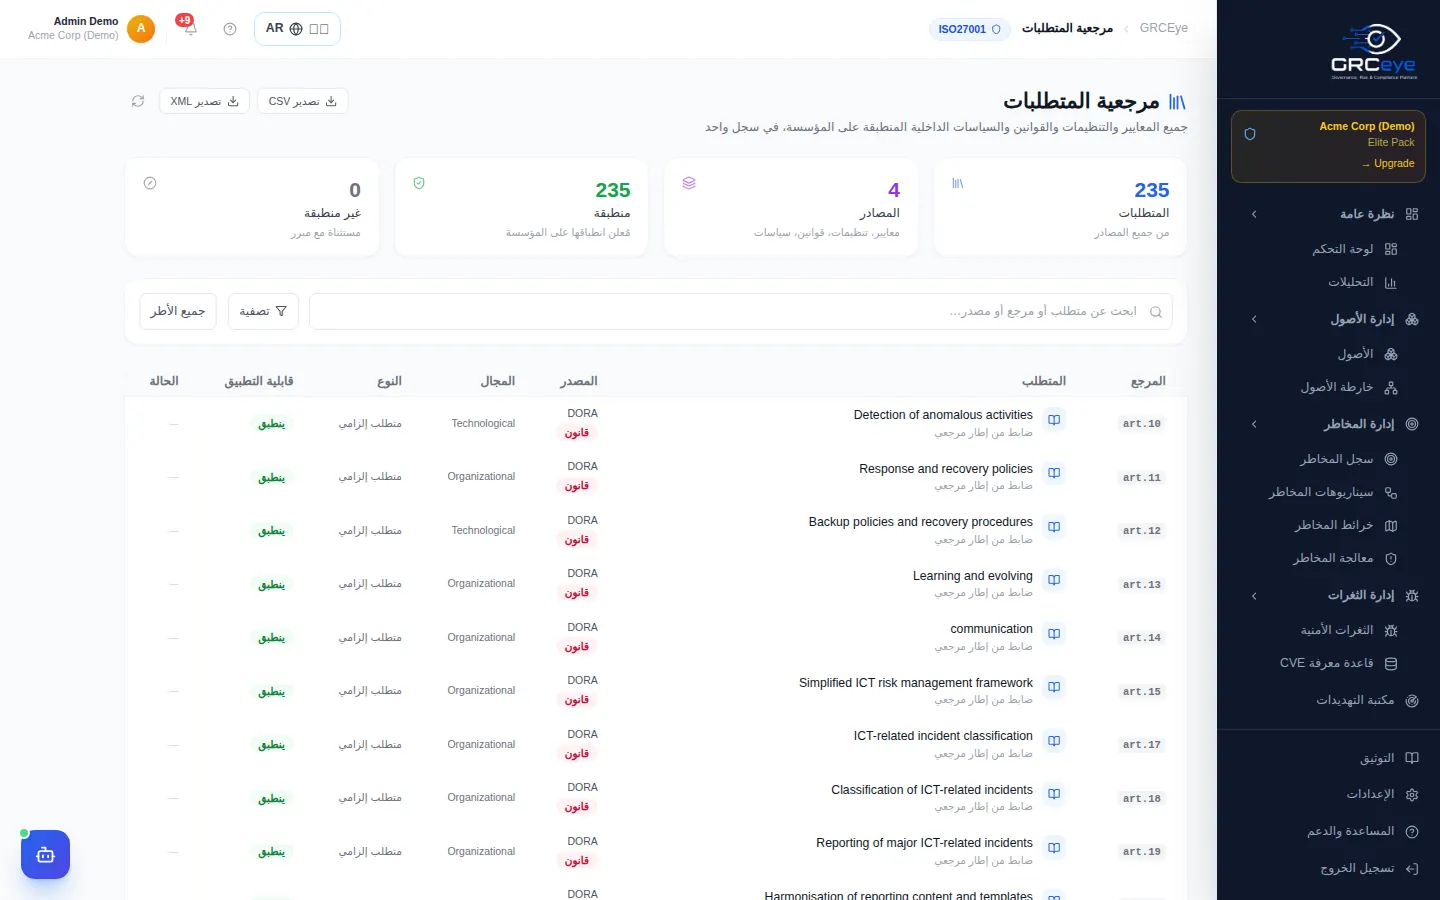 GRCeye
Governance, Risk & Compliance Platform
Acme Corp (Demo)
Elite Pack
→ Upgrade
نظرة عامة
لوحة التحكم
التحليلات
إدارة الأصول
الأصول
خارطة الأصول
إدارة المخاطر
سجل المخاطر
سيناريوهات المخاطر
خرائط المخاطر
معالجة المخاطر
إدارة الثغرات
الثغرات الأمنية
قاعدة معرفة CVE
مكتبة التهديدات
التوثيق
الإعدادات
المساعدة والدعم
تسجيل الخروج
GRCEye
مرجعية المتطلبات
ISO27001
AR
+9
A
Admin Demo
Acme Corp (Demo)
مرجعية المتطلبات
جميع المعايير والتنظيمات والقوانين والسياسات الداخلية المنطبقة على المؤسسة، في سجل واحد
تصدير CSV
تصدير XML
235
المتطلبات
من جميع المصادر
4
المصادر
معايير، تنظيمات، قوانين، سياسات
235
منطبقة
مُعلن انطباقها على المؤسسة
0
غير منطبقة
مستثناة مع مبرر
ابحث عن متطلب أو مرجع أو مصدر...
تصفية
جميع الأطر
المرجع المتطلب المصدر المجال النوع قابلية التطبيق الحالة
art.10 Detection of anomalous activities DORA Technological متطلب إلزامي ينطبق —
ضابط من إطار مرجعي قانون
art.11 Response and recovery policies DORA Organizational متطلب إلزامي ينطبق —
ضابط من إطار مرجعي قانون
art.12 Backup policies and recovery procedures DORA Technological متطلب إلزامي ينطبق —
ضابط من إطار مرجعي قانون
art.13 Learning and evolving DORA Organizational متطلب إلزامي ينطبق —
ضابط من إطار مرجعي قانون
art.14 communication DORA Organizational متطلب إلزامي ينطبق —
ضابط من إطار مرجعي قانون
art.15 Simplified ICT risk management framework DORA Organizational متطلب إلزامي ينطبق —
ضابط من إطار مرجعي قانون
art.17 ICT-related incident classification DORA Organizational متطلب إلزامي ينطبق —
ضابط من إطار مرجعي قانون
art.18 Classification of ICT-related incidents DORA Organizational متطلب إلزامي ينطبق —
ضابط من إطار مرجعي قانون
art.19 Reporting of major ICT-related incidents DORA Organizational متطلب إلزامي ينطبق —
ضابط من إطار مرجعي قانون
Harmonisation of reporting content and templates DORA